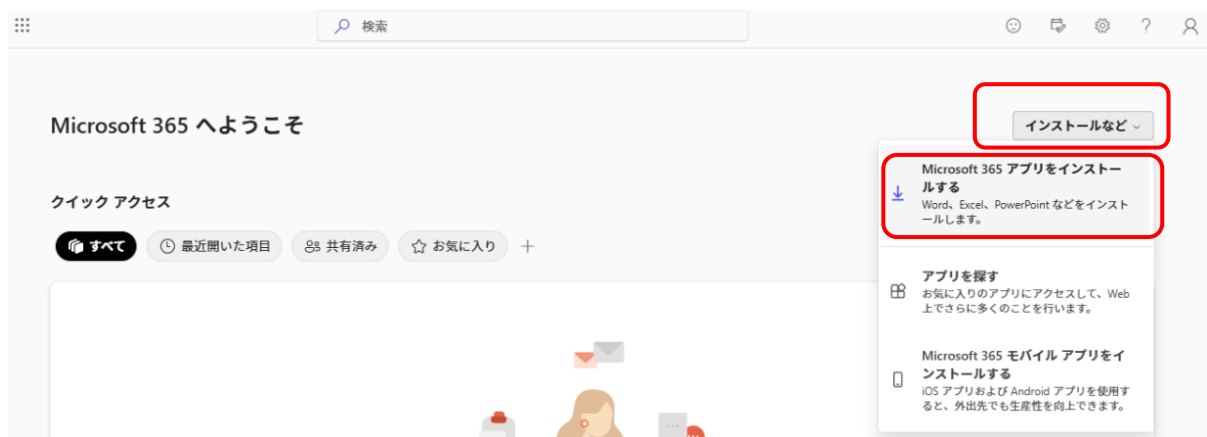 検索
Microsoft 365 へようこそ
インストールなど
Microsoft 365 アプリをインストー
ルする
Word、Excel、PowerPoint などをインスト
ールします。
クイック アクセス
すべて
最近開いた項目
共有済み
お気に入り
アプリを探す
お気に入りのアプリにアクセスして、Web
上でさらに多くのことを行います。
Microsoft 365 モバイル アプリをイ
ンストールする
iOS アプリおよび Android アプリを使用す
ると、外出先でも生産性を向上できます。